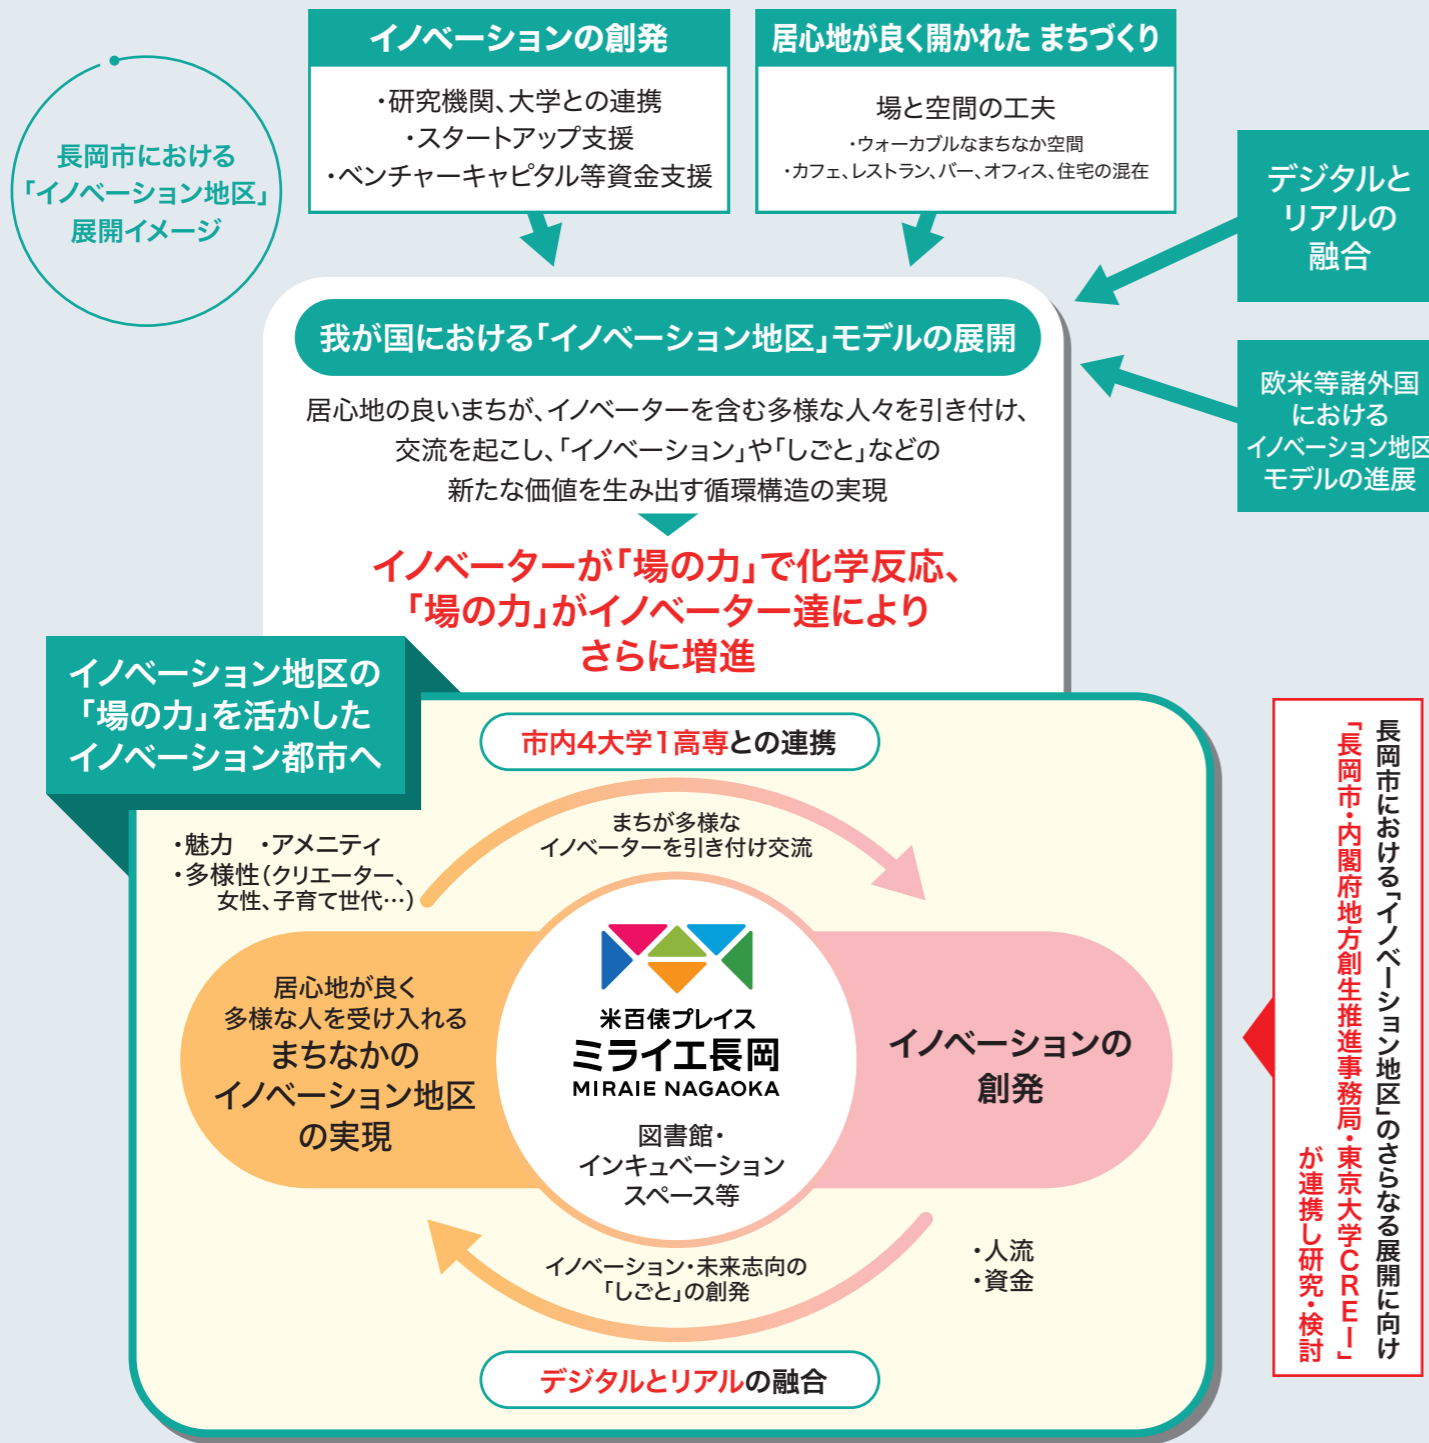 長岡市における
「イノベーション地区」
展開イメージ
イノベーションの創発
・研究機関、大学との連携
・スタートアップ支援
・ベンチャーキャピタル等資金支援
居心地が良く開かれた まちづくり
場と空間の工夫
・ウォーカブルなまちなか空間
・カフェ、レストラン、バー、オフィス、住宅の混在
デジタルと
リアルの
融合
欧米等諸外国
における
イノベーション地区
モデルの進展
我が国における「イノベーション地区」モデルの展開
居心地の良いまちが、イノベーターを含む多様な人々を引き付け、
交流を起こし、「イノベーション」や「しごと」などの
新たな価値を生み出す循環構造の実現
イノベーターが「場の力」で化学反応、
「場の力」がイノベーター達により
さらに増進
イノベーション地区の
「場の力」を活かした
イノベーション都市へ
市内4大学1高専との連携
まちが多様な
イノベーターを引き付け交流
・魅力 ・アメニティ
・多様性(クリエーター、
女性、子育て世代…)
居心地が良く
多様な人を受け入れる
まちなかの
イノベーション地区
の実現
米百俵プレイス
ミライエ長岡
MIRAIE NAGAOKA
図書館・
インキュベーション
スペース等
イノベーションの
創発
イノベーション・未来志向の
「しごと」の創発
・人流
・資金
デジタルとリアルの融合
長岡市における「イノベーション地区」のさらなる展開に向け
「長岡市・内閣府地方創生推進事務局・東京大学CREI」
が連携し研究・検討